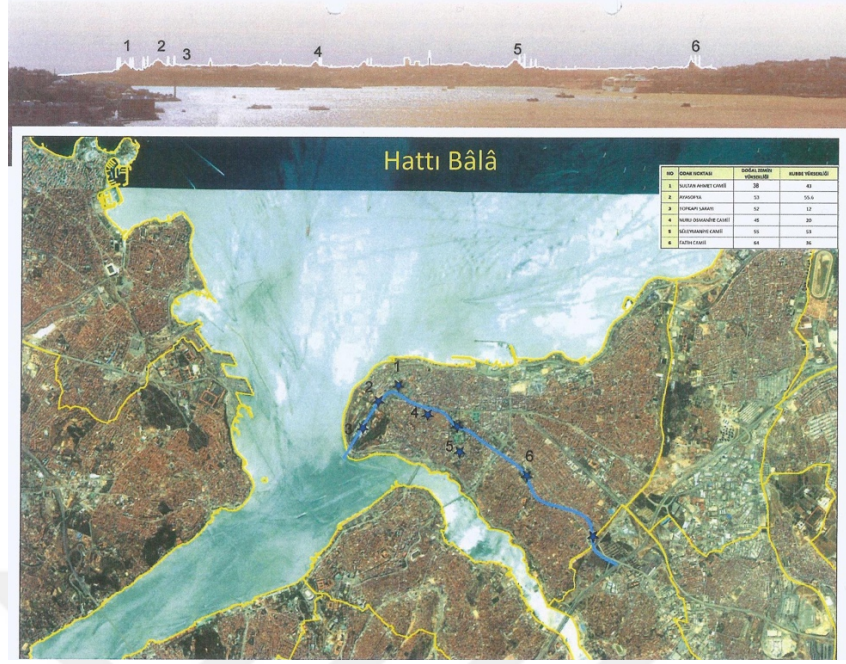 1 2 3 4 5 6
Hattı Bâlâ
NO ODAK NOKTASI DOĞAL ZEMİN YÜKSEKLİĞİ KUBBE YÜKSEKLİĞİ
1 SULTAN AHMET CAMİİ 38 43
2 AYASOFYA 53 55.6
3 TOPKAPI SARAYI 52 12
4 NURU OSMANİYE CAMİİ 20
5 SÜLEYMANİYE CAMİİ 55 53
6 FATİH CAMİİ 64 36
1
2
3
4
5
6